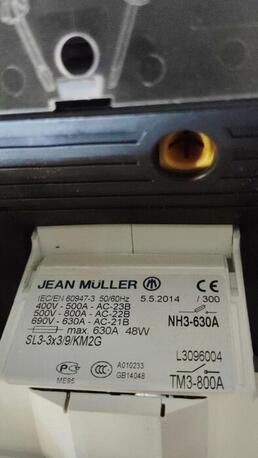 JEAN MÜLLER CE
IEC/EN 60947-3 50/60Hz 5.5.2014 / 300
400V - 500A - AC-23B
500V - 800A - AC-22B NH3-630A
690V - 630A - AC-21B
max. 630A 48W
SL3-3x3/9/KM2G
L3096004
A010233
ME95 GB14048 TM3-800A